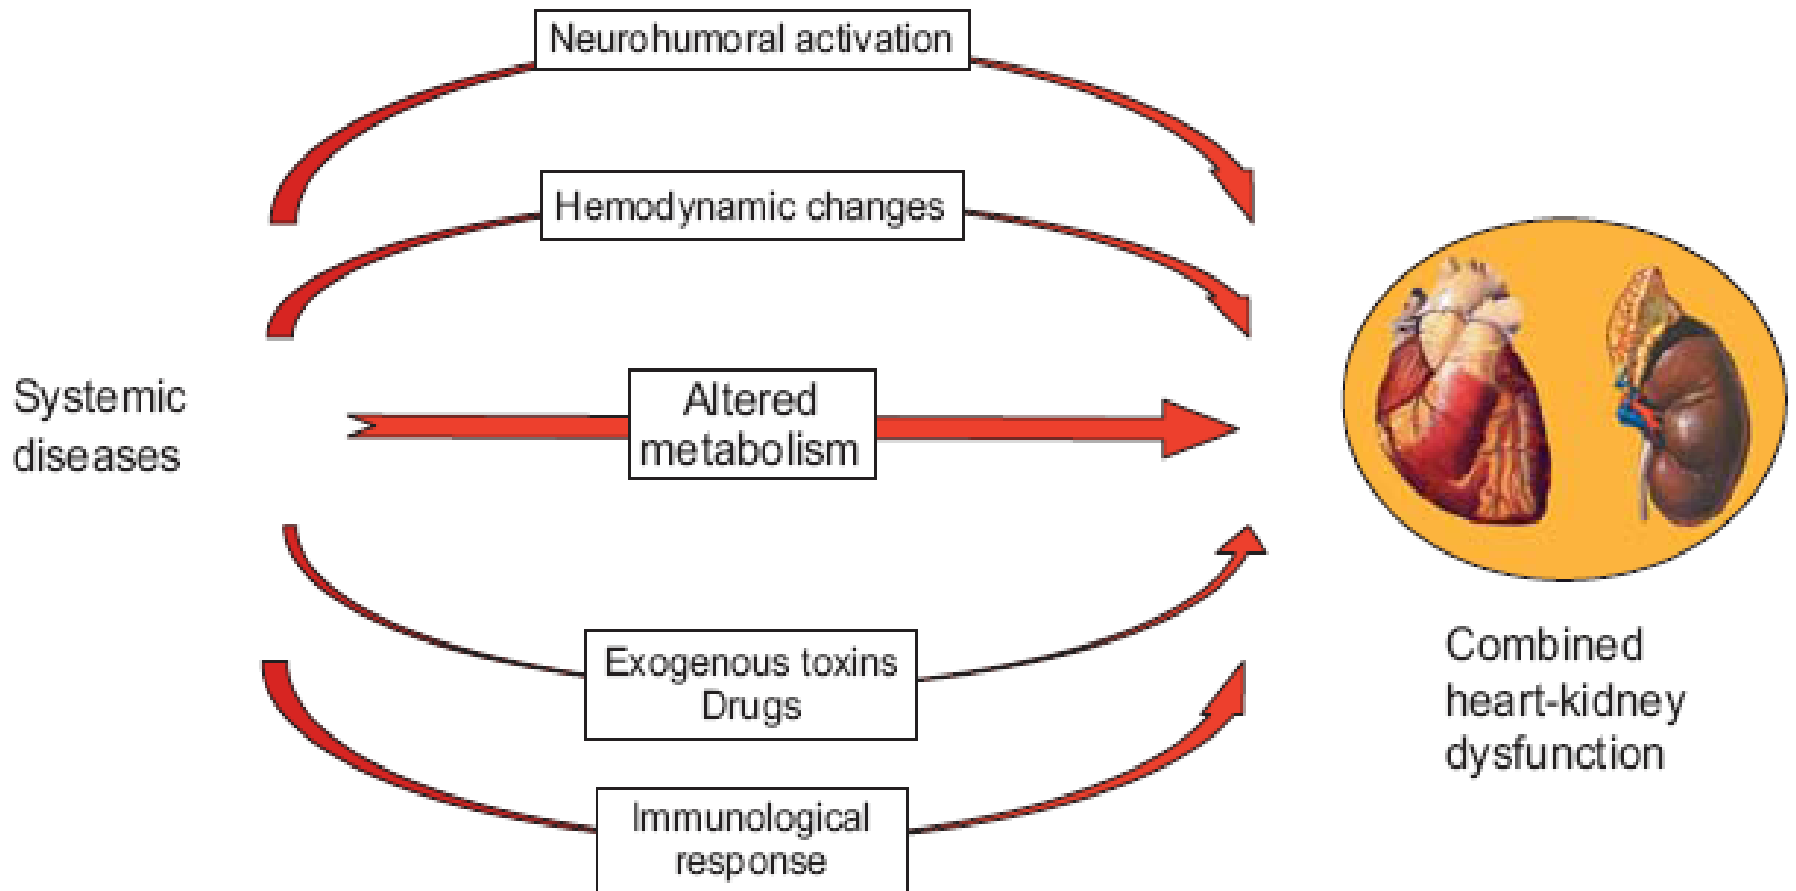 Neurohumoral activation
Hemodynamic changes
Systemic
diseases
Altered
metabolism
Exogenous toxins
Drugs
Immunological
response
Combined
heart-kidney
dysfunction